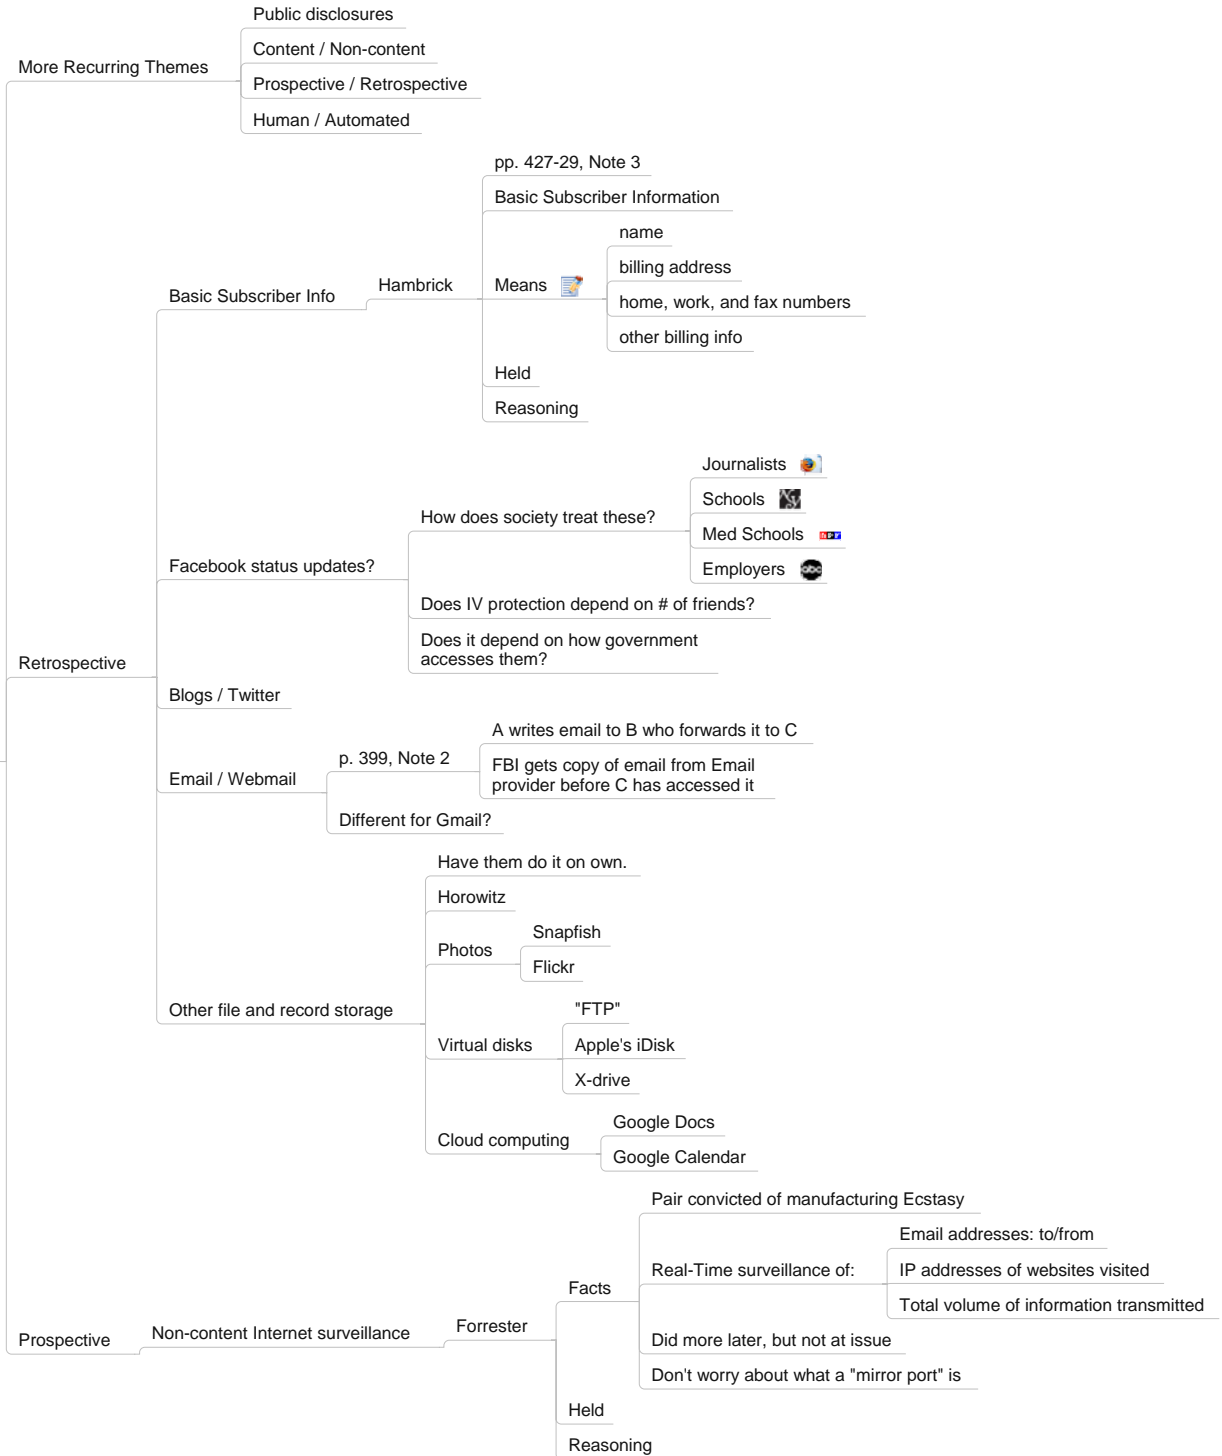 More Recurring Themes
Public disclosures
Content / Non-content
Prospective / Retrospective
Human / Automated
Retrospective
Basic Subscriber Info
Hambrick
pp. 427-29, Note 3
Basic Subscriber Information
Means
name
billing address
home, work, and fax numbers
other billing info
Held
Reasoning
Facebook status updates?
How does society treat these?
Journalists
Schools
Med Schools
Employers
Does IV protection depend on # of friends?
Does it depend on how government
accesses them?
Blogs / Twitter
Email / Webmail
p. 399, Note 2
A writes email to B who forwards it to C
FBI gets copy of email from Email
provider before C has accessed it
Different for Gmail?
Other file and record storage
Have them do it on own.
Horowitz
Photos
Snapfish
Flickr
Virtual disks
"FTP"
Apple's iDisk
X-drive
Cloud computing
Google Docs
Google Calendar
Prospective
Non-content Internet surveillance
Forrester
Facts
Pair convicted of manufacturing Ecstasy
Real-Time surveillance of:
Email addresses: to/from
IP addresses of websites visited
Total volume of information transmitted
Did more later, but not at issue
Don't worry about what a "mirror port" is
Held
Reasoning